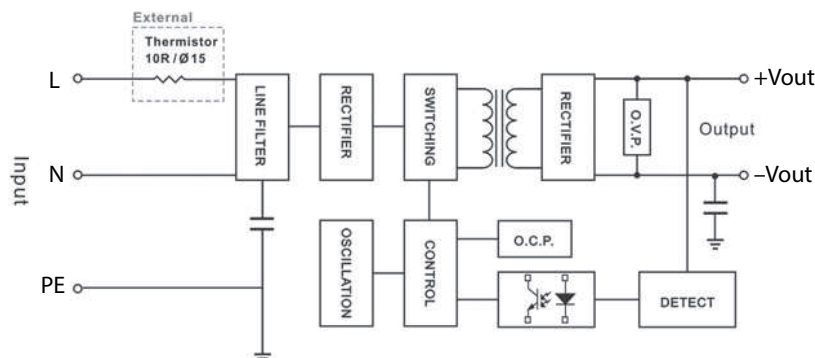 External
Thermistor
10R/Ø15
L
N
PE
Input
LINE FILTER
RECTIFIER
SWITCHING
RECTIFIER
O.V.P.
+Vout
Output
–Vout
OSCILLATION
CONTROL
O.C.P.
DETECT